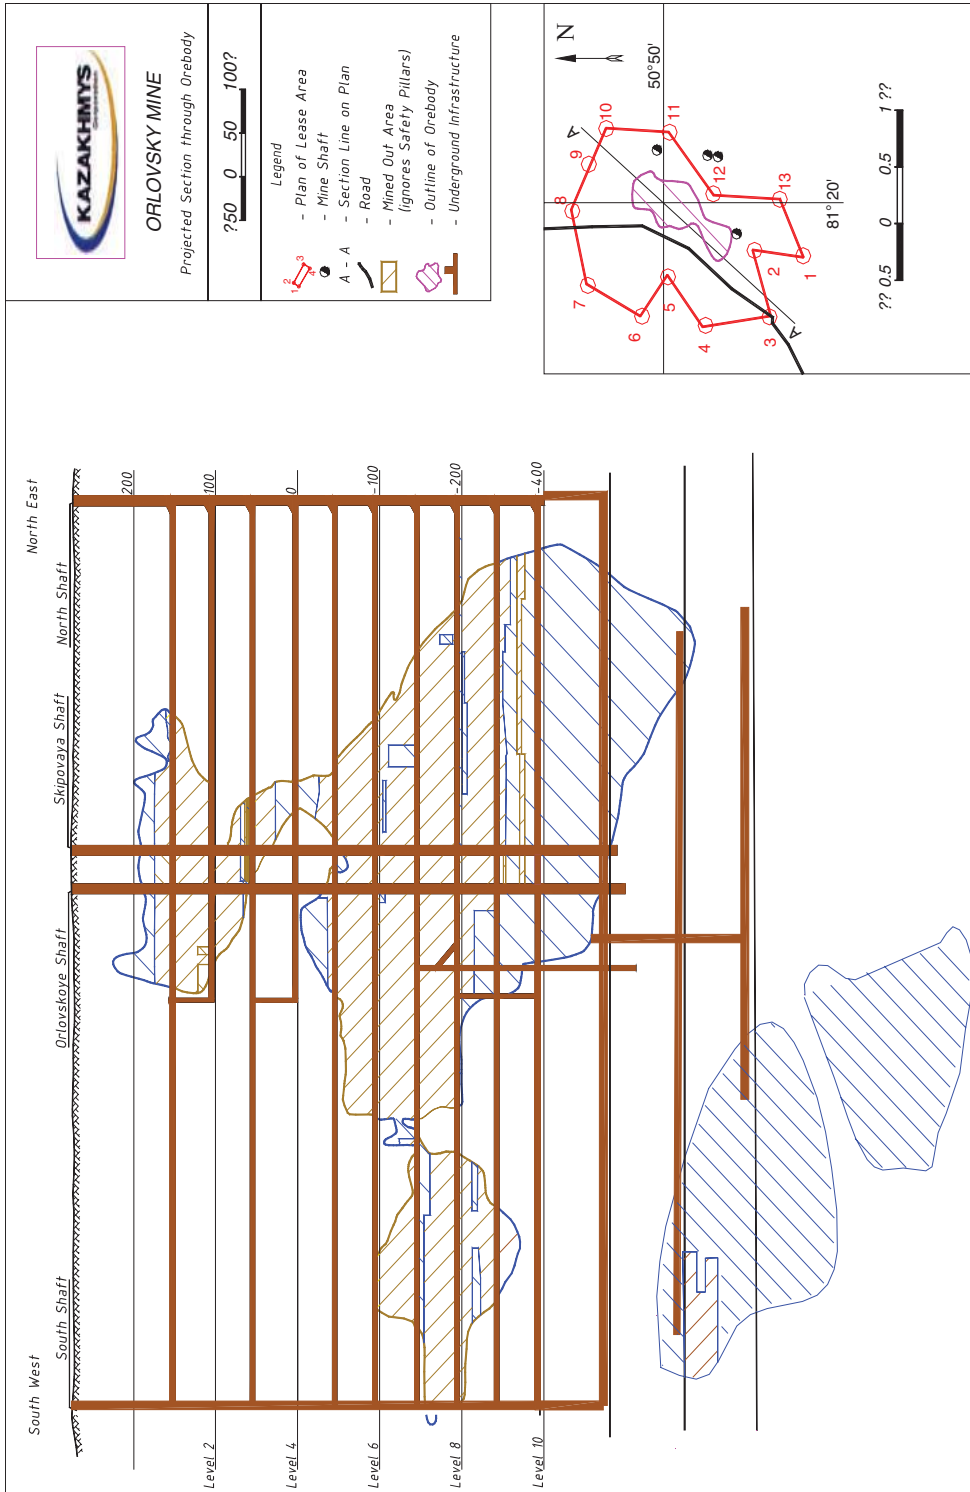 KAZAKHMYS
ORLOVSKY MINE
Projected Section through Orebody
?50 0 50 100?
Legend
1 2 3 4 - Plan of Lease Area
- Mine Shaft
A - A - Section Line on Plan
- Road
- Mined Out Area
(ignores Safety Pillars)
- Outline of Orebody
- Underground Infrastructure
N
50°50'
81°20'
A
A
1
2
3
4
5
6
7
8
9
10
11
12
13
?? 0.5 0 0.5 1 ??
South West
North East
South Shaft
Orlovskoye Shaft
Skipovaya Shaft
North Shaft
200
Level 2
100
Level 4
0
Level 6
-100
Level 8
-200
Level 10
-400